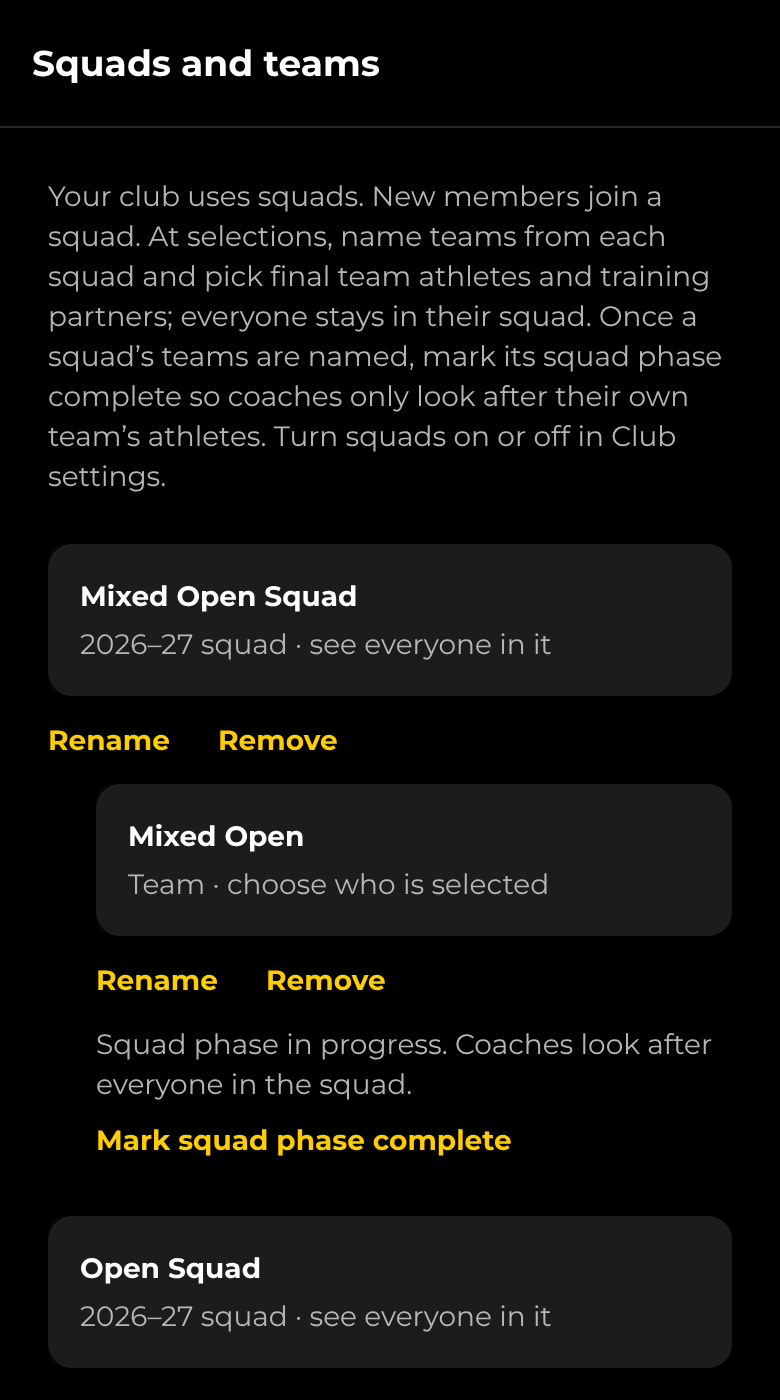 Squads and teams
Your club uses squads. New members join a
squad. At selections, name teams from each
squad and pick final team athletes and training
partners; everyone stays in their squad. Once a
squad’s teams are named, mark its squad phase
complete so coaches only look after their own
team’s athletes. Turn squads on or off in Club
settings.
Mixed Open Squad
2026–27 squad · see everyone in it
Rename Remove
Mixed Open
Team · choose who is selected
Rename Remove
Squad phase in progress. Coaches look after
everyone in the squad.
Mark squad phase complete
Open Squad
2026–27 squad · see everyone in it